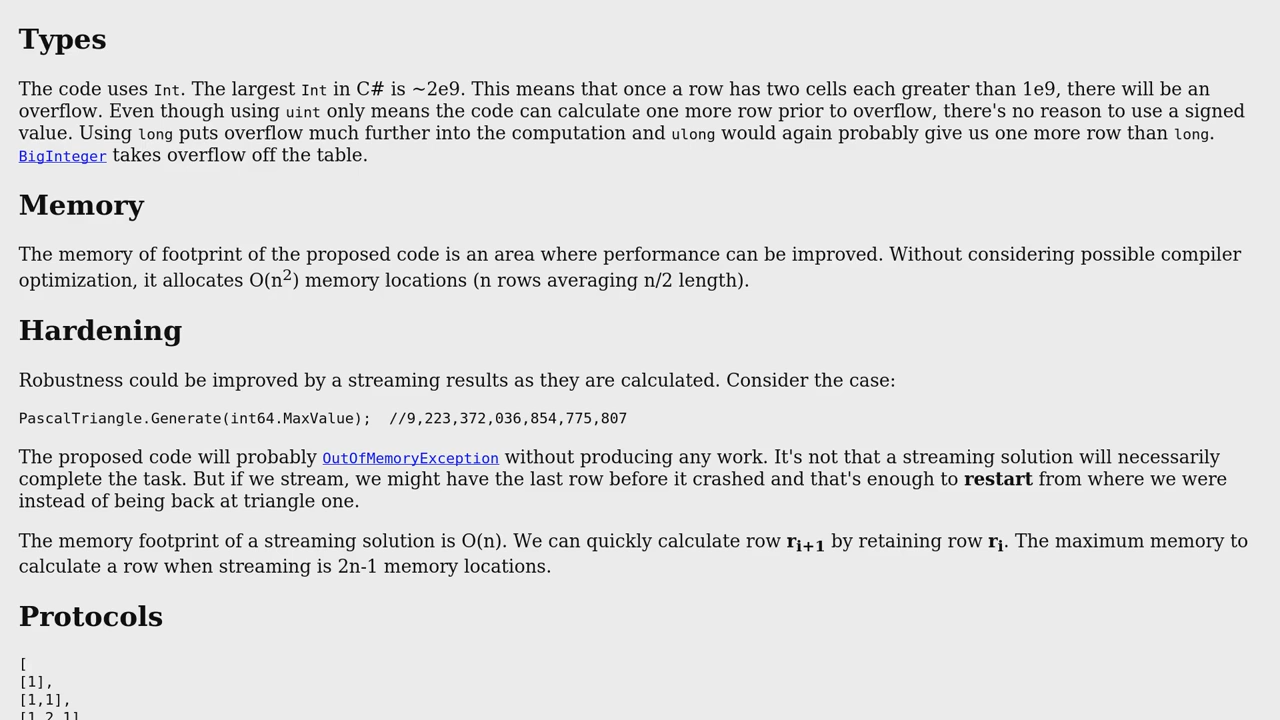 Types
The code uses Int. The largest Int in C# is ~2e9. This means that once a row has two cells each greater than 1e9, there will be an
overflow. Even though using uint only means the code can calculate one more row prior to overflow, there's no reason to use a signed
value. Using long puts overflow much further into the computation and ulong would again probably give us one more row than long.
BigInteger takes overflow off the table.
Memory
The memory of footprint of the proposed code is an area where performance can be improved. Without considering possible compiler
optimization, it allocates O(n2) memory locations (n rows averaging n/2 length).
Hardening
Robustness could be improved by a streaming results as they are calculated. Consider the case:
PascalTriangle.Generate(int64.MaxValue);  //9,223,372,036,854,775,807
The proposed code will probably OutOfMemoryException without producing any work. It's not that a streaming solution will necessarily
complete the task. But if we stream, we might have the last row before it crashed and that's enough to restart from where we were
instead of being back at triangle one.
The memory footprint of a streaming solution is O(n). We can quickly calculate row ri+1 by retaining row ri. The maximum memory to
calculate a row when streaming is 2n-1 memory locations.
Protocols
[
[1],
[1,1],
[1,2,1]